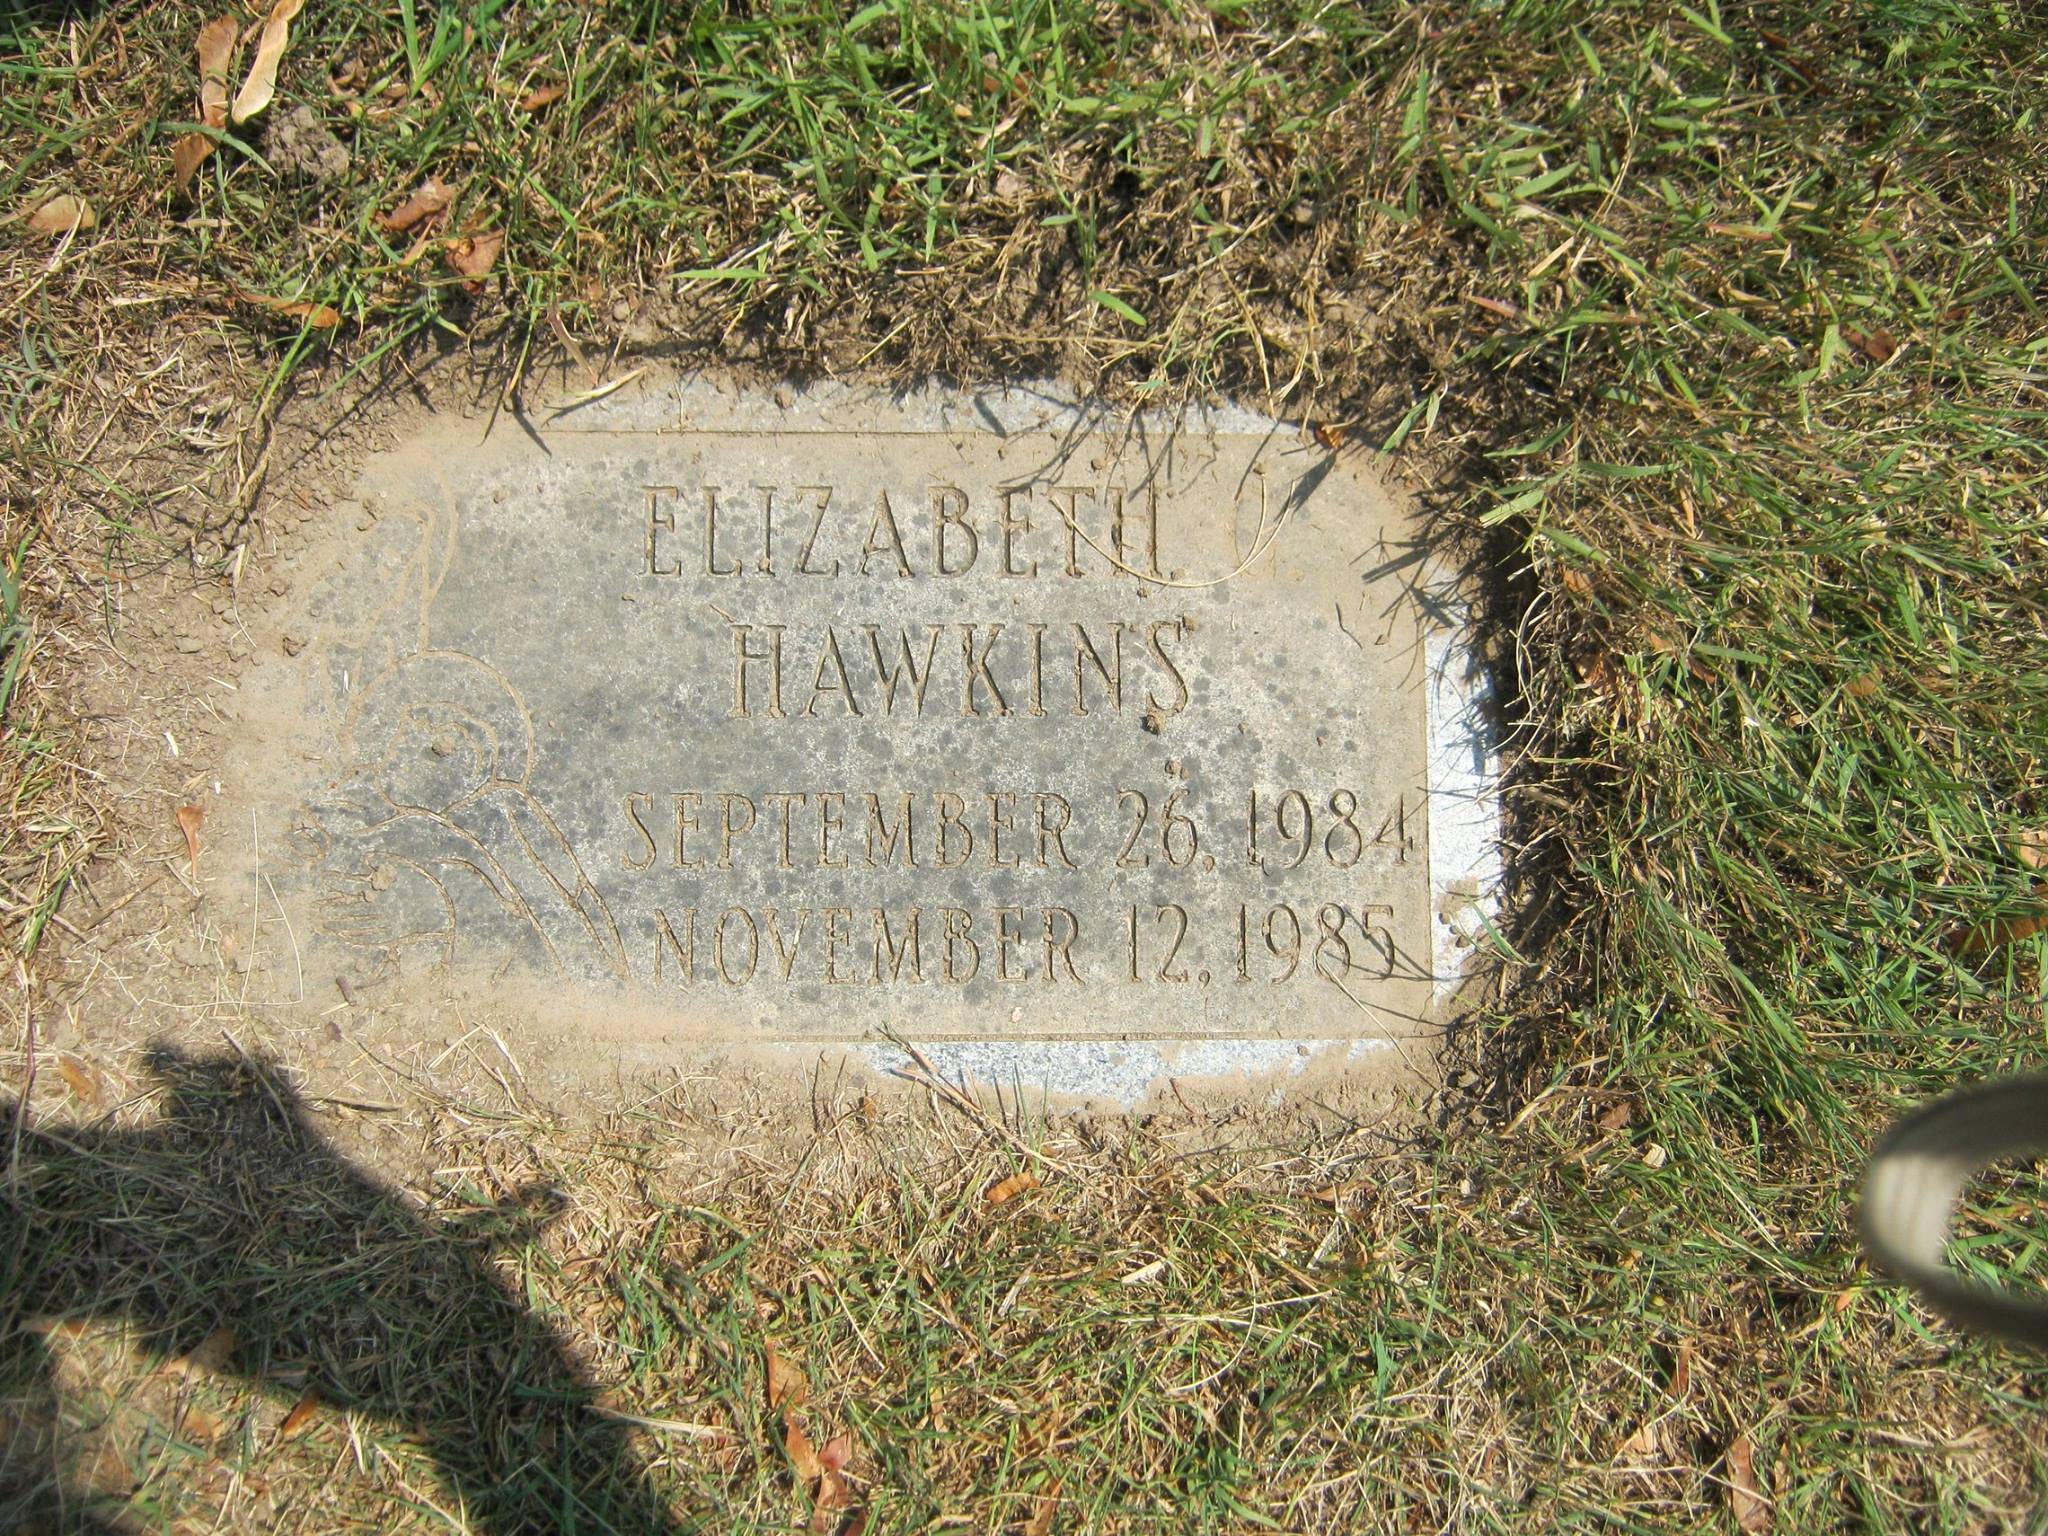 ELIZABETH G
HAWKINS
SEPTEMBER 26, 1984
NOVEMBER 12, 1985